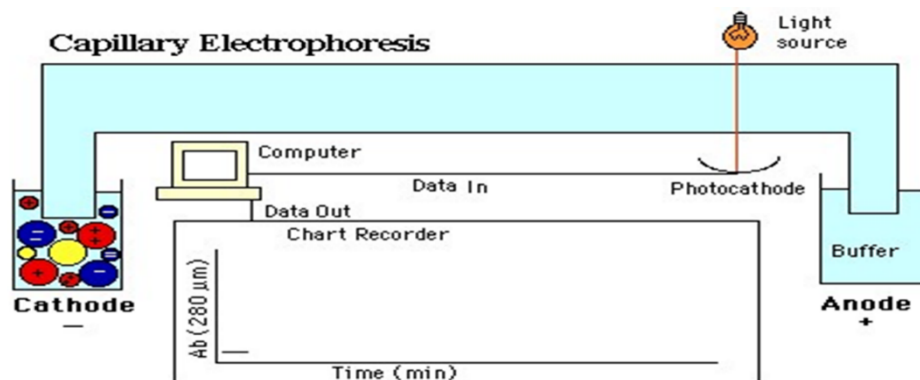 Capillary Electrophoresis
Light
source
Computer
Data In
Photocathode
Data Out
Chart Recorder
Buffer
Cathode
—
Anode
+
Ab (280 µm)
Time (min)